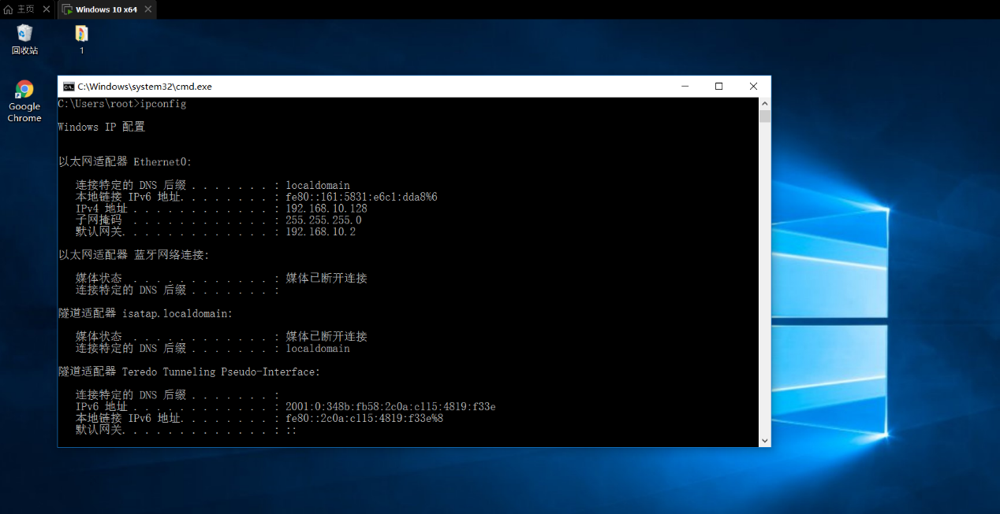 主页
Windows 10 x64
回收站
1
Google
Chrome
C:\Windows\system32\cmd.exe
C:\Users\root>ipconfig
Windows IP 配置
以太网适配器 Ethernet0:
连接特定的 DNS 后缀 . . . . . . . : localdomain
本地链接 IPv6 地址. . . . . . . . : fe80::161:5831:e6c1:dda8%6
IPv4 地址 . . . . . . . . . . . . : 192.168.10.128
子网掩码 . . . . . . . . . . . . : 255.255.255.0
默认网关. . . . . . . . . . . . . : 192.168.10.2
以太网适配器 蓝牙网络连接:
媒体状态 . . . . . . . . . . . . : 媒体已断开连接
连接特定的 DNS 后缀 . . . . . . . :
隧道适配器 isatap.localdomain:
媒体状态 . . . . . . . . . . . . : 媒体已断开连接
连接特定的 DNS 后缀 . . . . . . . : localdomain
隧道适配器 Teredo Tunneling Pseudo-Interface:
连接特定的 DNS 后缀 . . . . . . . :
IPv6 地址 . . . . . . . . . . . . : 2001:0:348b:fb58:2c0a:c115:4819:f33e
本地链接 IPv6 地址. . . . . . . . : fe80::2c0a:c115:4819:f33e%8
默认网关. . . . . . . . . . . . . : ::